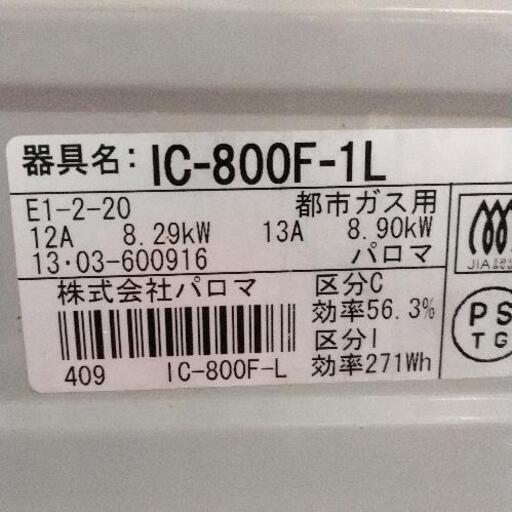 器具名: IC-800F-1L
E1-2-20 都市ガス用
12A 8.29kW 13A 8.90kW
13・03-600916 パロマ
株式会社パロマ
409 IC-800F-L
区分C
効率56.3%
区分I
効率271Wh
JIA
PS
TG